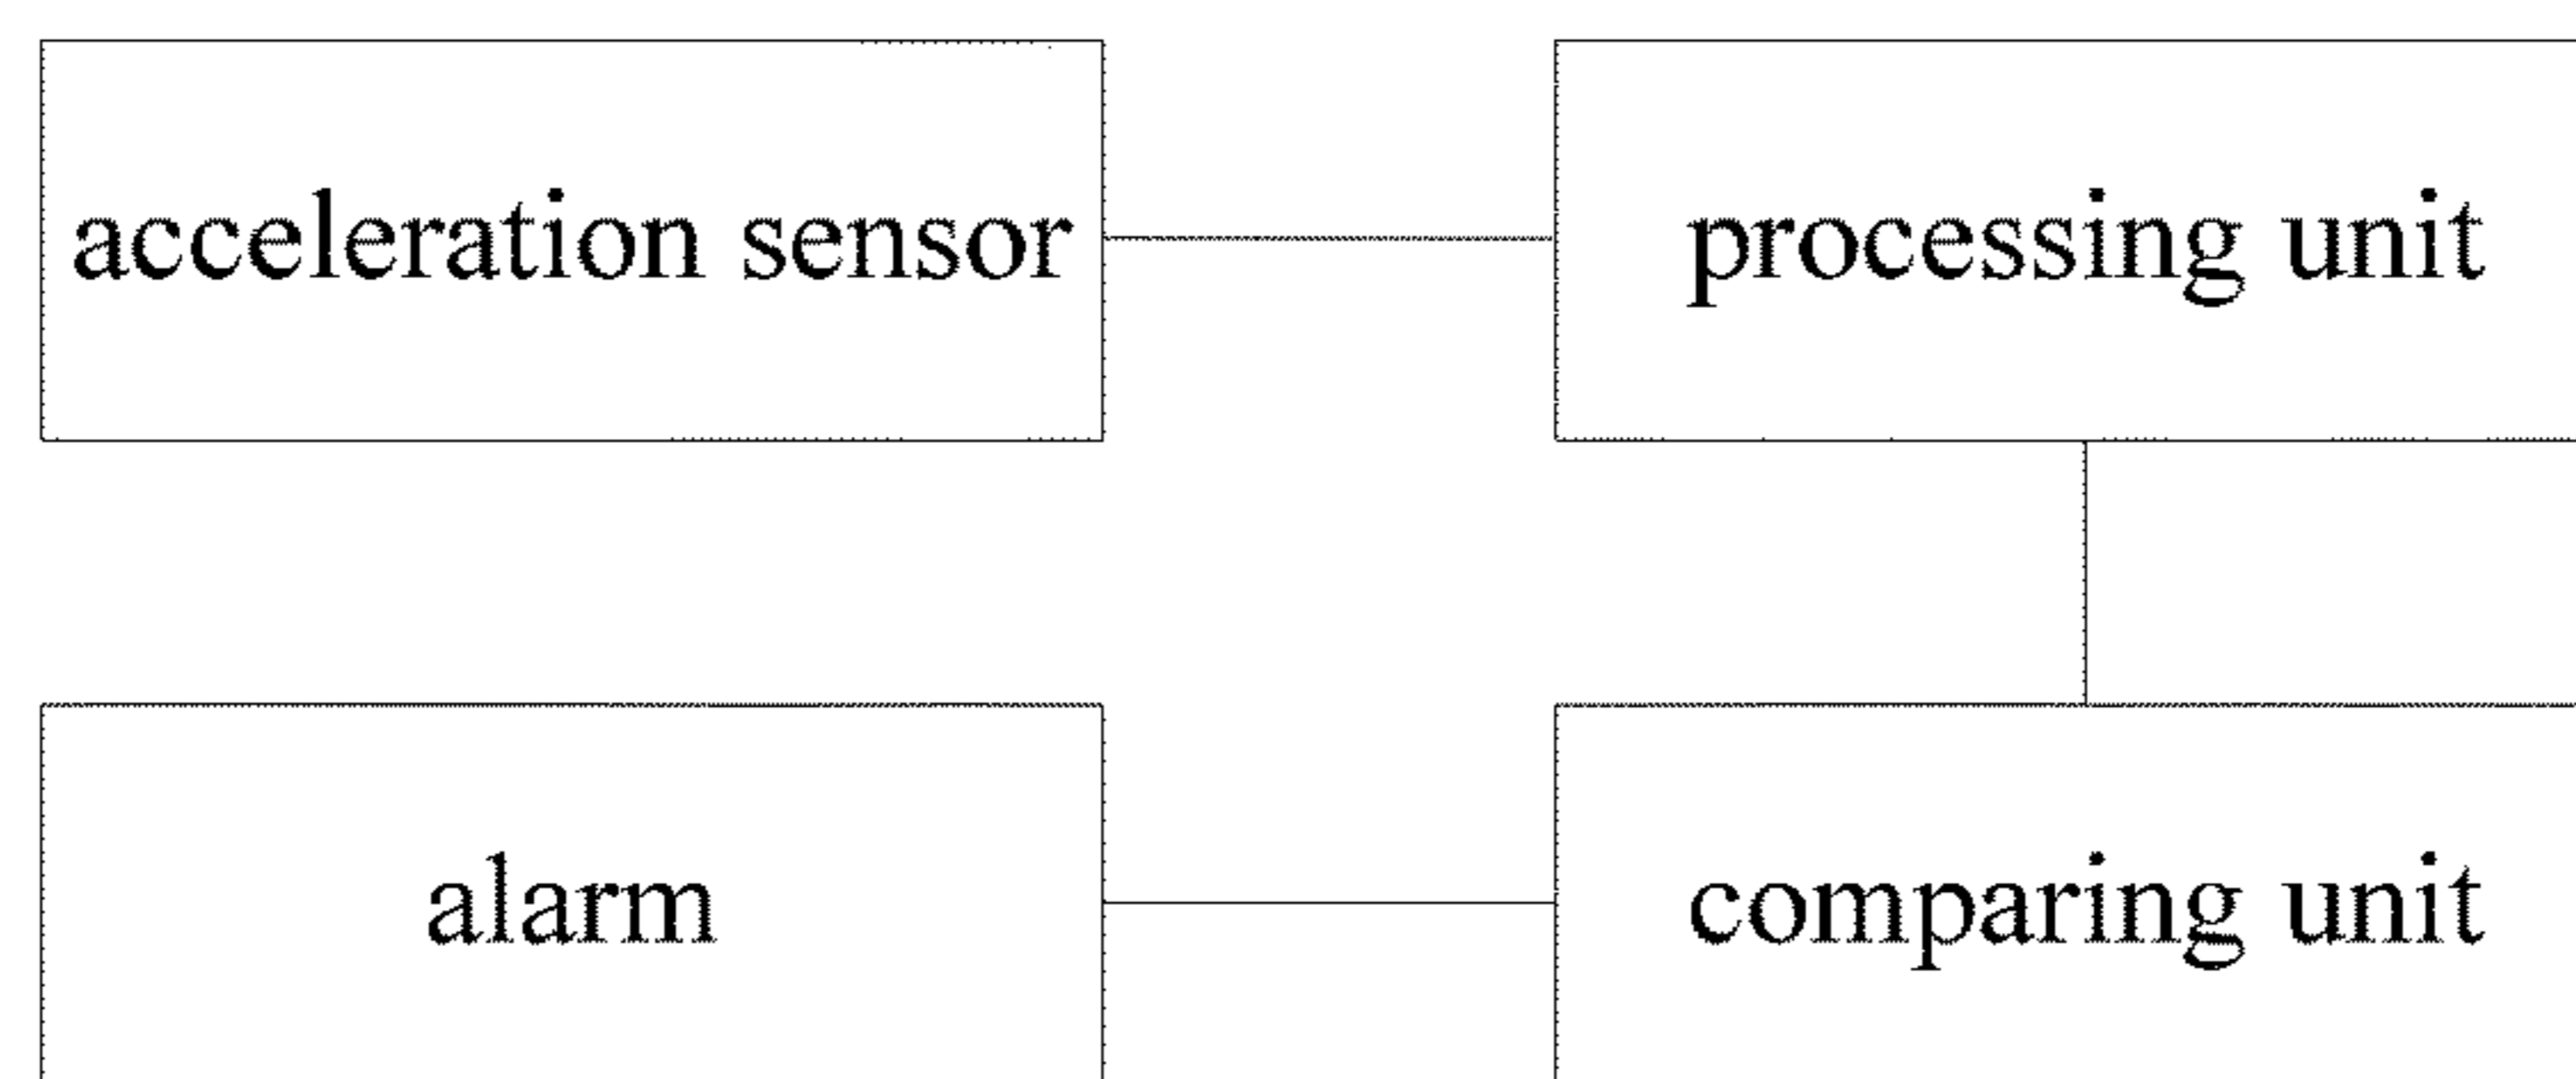 acceleration sensor
processing unit
alarm
comparing unit